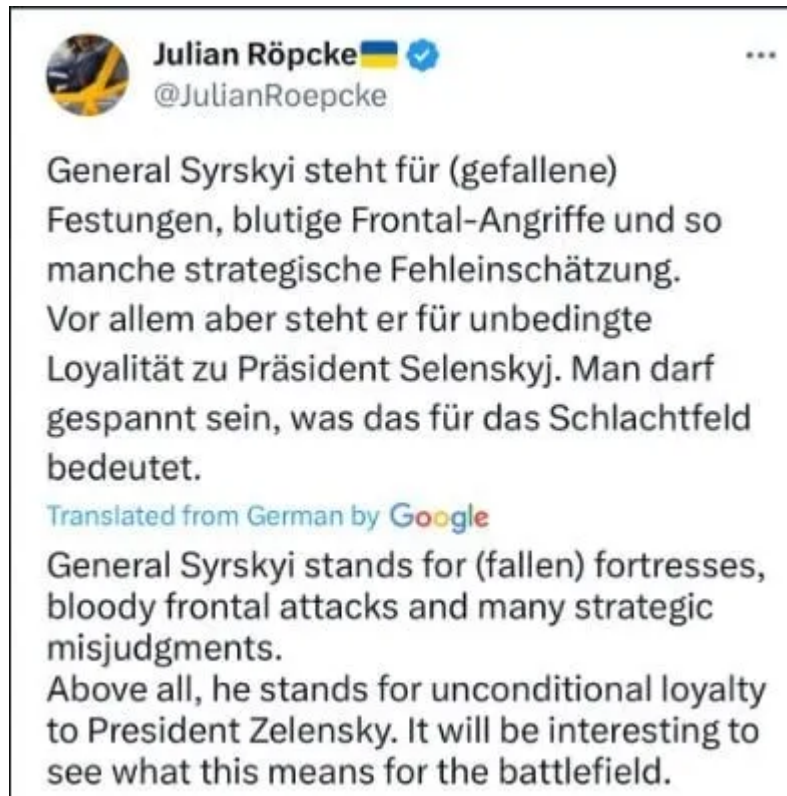 Julian Röpcke🇺🇦
@JulianRoepcke
General Syrskyi steht für (gefallene)
Festungen, blutige Frontal-Angriffe und so
manche strategische Fehleinschätzung.
Vor allem aber steht er für unbedingte
Loyalität zu Präsident Selenskyj. Man darf
gespannt sein, was das für das Schlachtfeld
bedeutet.
Translated from German by Google
General Syrskyi stands for (fallen) fortresses,
bloody frontal attacks and many strategic
misjudgments.
Above all, he stands for unconditional loyalty
to President Zelensky. It will be interesting to
see what this means for the battlefield.